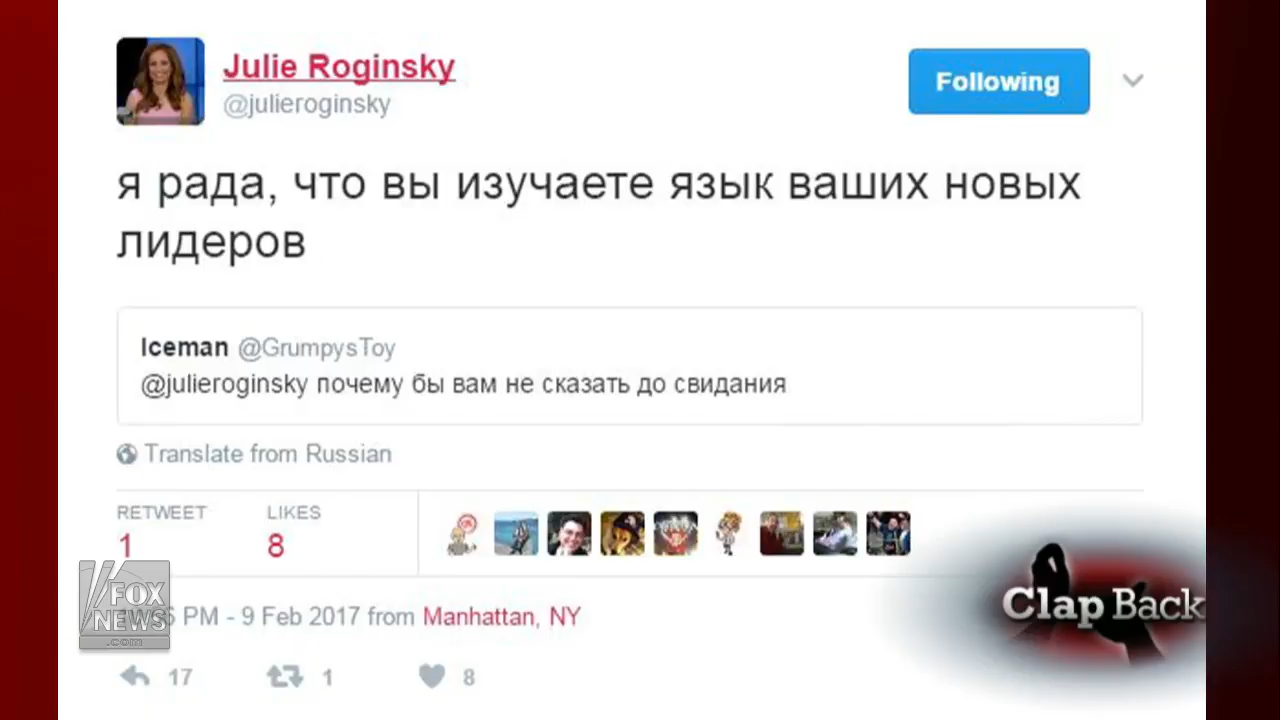 Julie Roginsky
@julieroginsky
Following
я рада, что вы изучаете язык ваших новых
лидеров
Iceman @GrumpysToy
@julieroginsky почему бы вам не сказать до свидания
Translate from Russian
RETWEET LIKES
1 8
PM - 9 Feb 2017 from Manhattan, NY
17 1 8
FOX
NEWS
.com
Clap Back